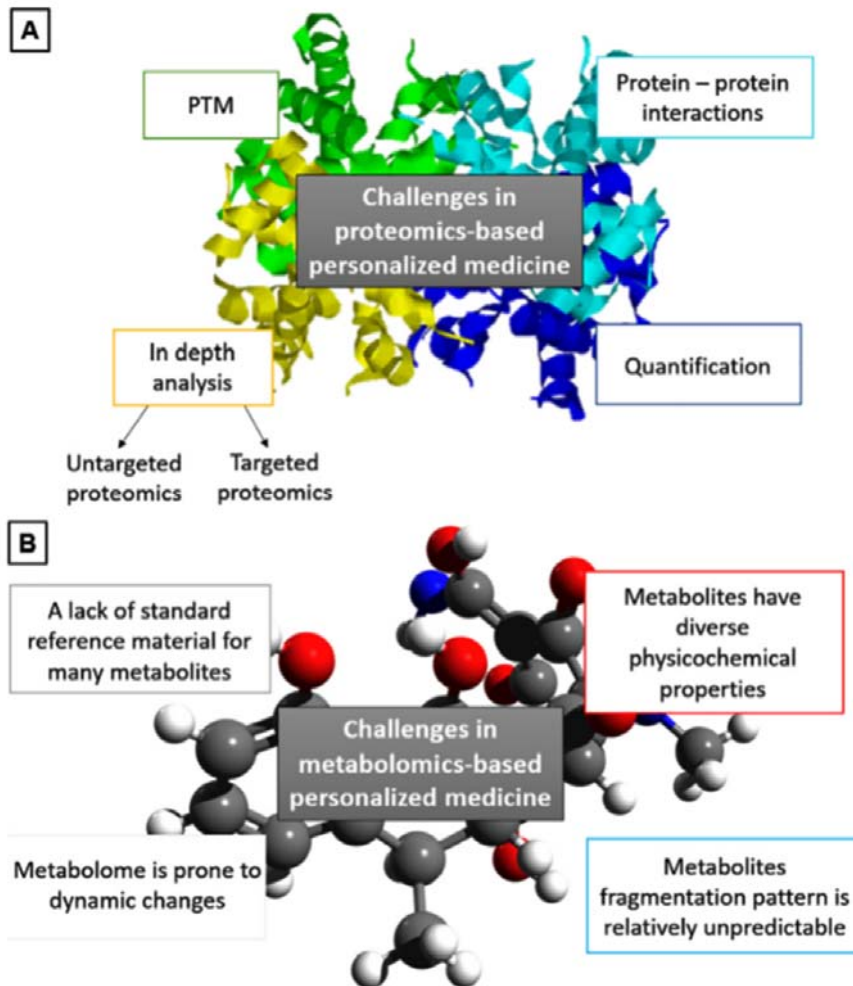 A
PTM
Protein – protein
interactions
Challenges in
proteomics-based
personalized medicine
In depth
analysis
Quantification
Untargeted
proteomics
Targeted
proteomics
B
A lack of standard
reference material for
many metabolites
Metabolites have
diverse
physicochemical
properties
Challenges in
metabolomics-based
personalized medicine
Metabolome is prone to
dynamic changes
Metabolites
fragmentation pattern is
relatively unpredictable